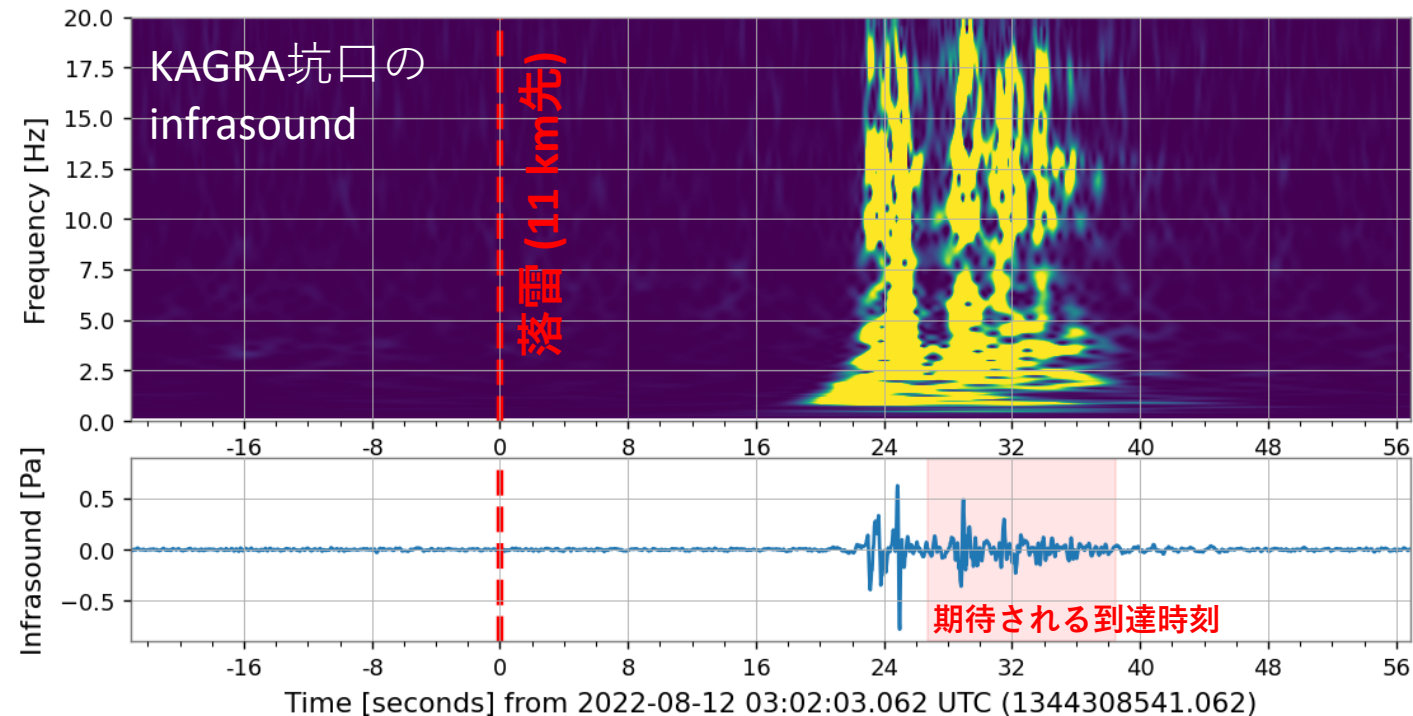 20.0
17.5
15.0
12.5
10.0
7.5
5.0
2.5
0.0
Frequency [Hz]
KAGRA坑口の
infrasound
落雷 (11 km先)
-16 -8 0 8 16 24 32 40 48 56
0.5
0.0
−0.5
Infrasound [Pa]
期待される到達時刻
-16 -8 0 8 16 24 32 40 48 56
Time [seconds] from 2022-08-12 03:02:03.062 UTC (1344308541.062)